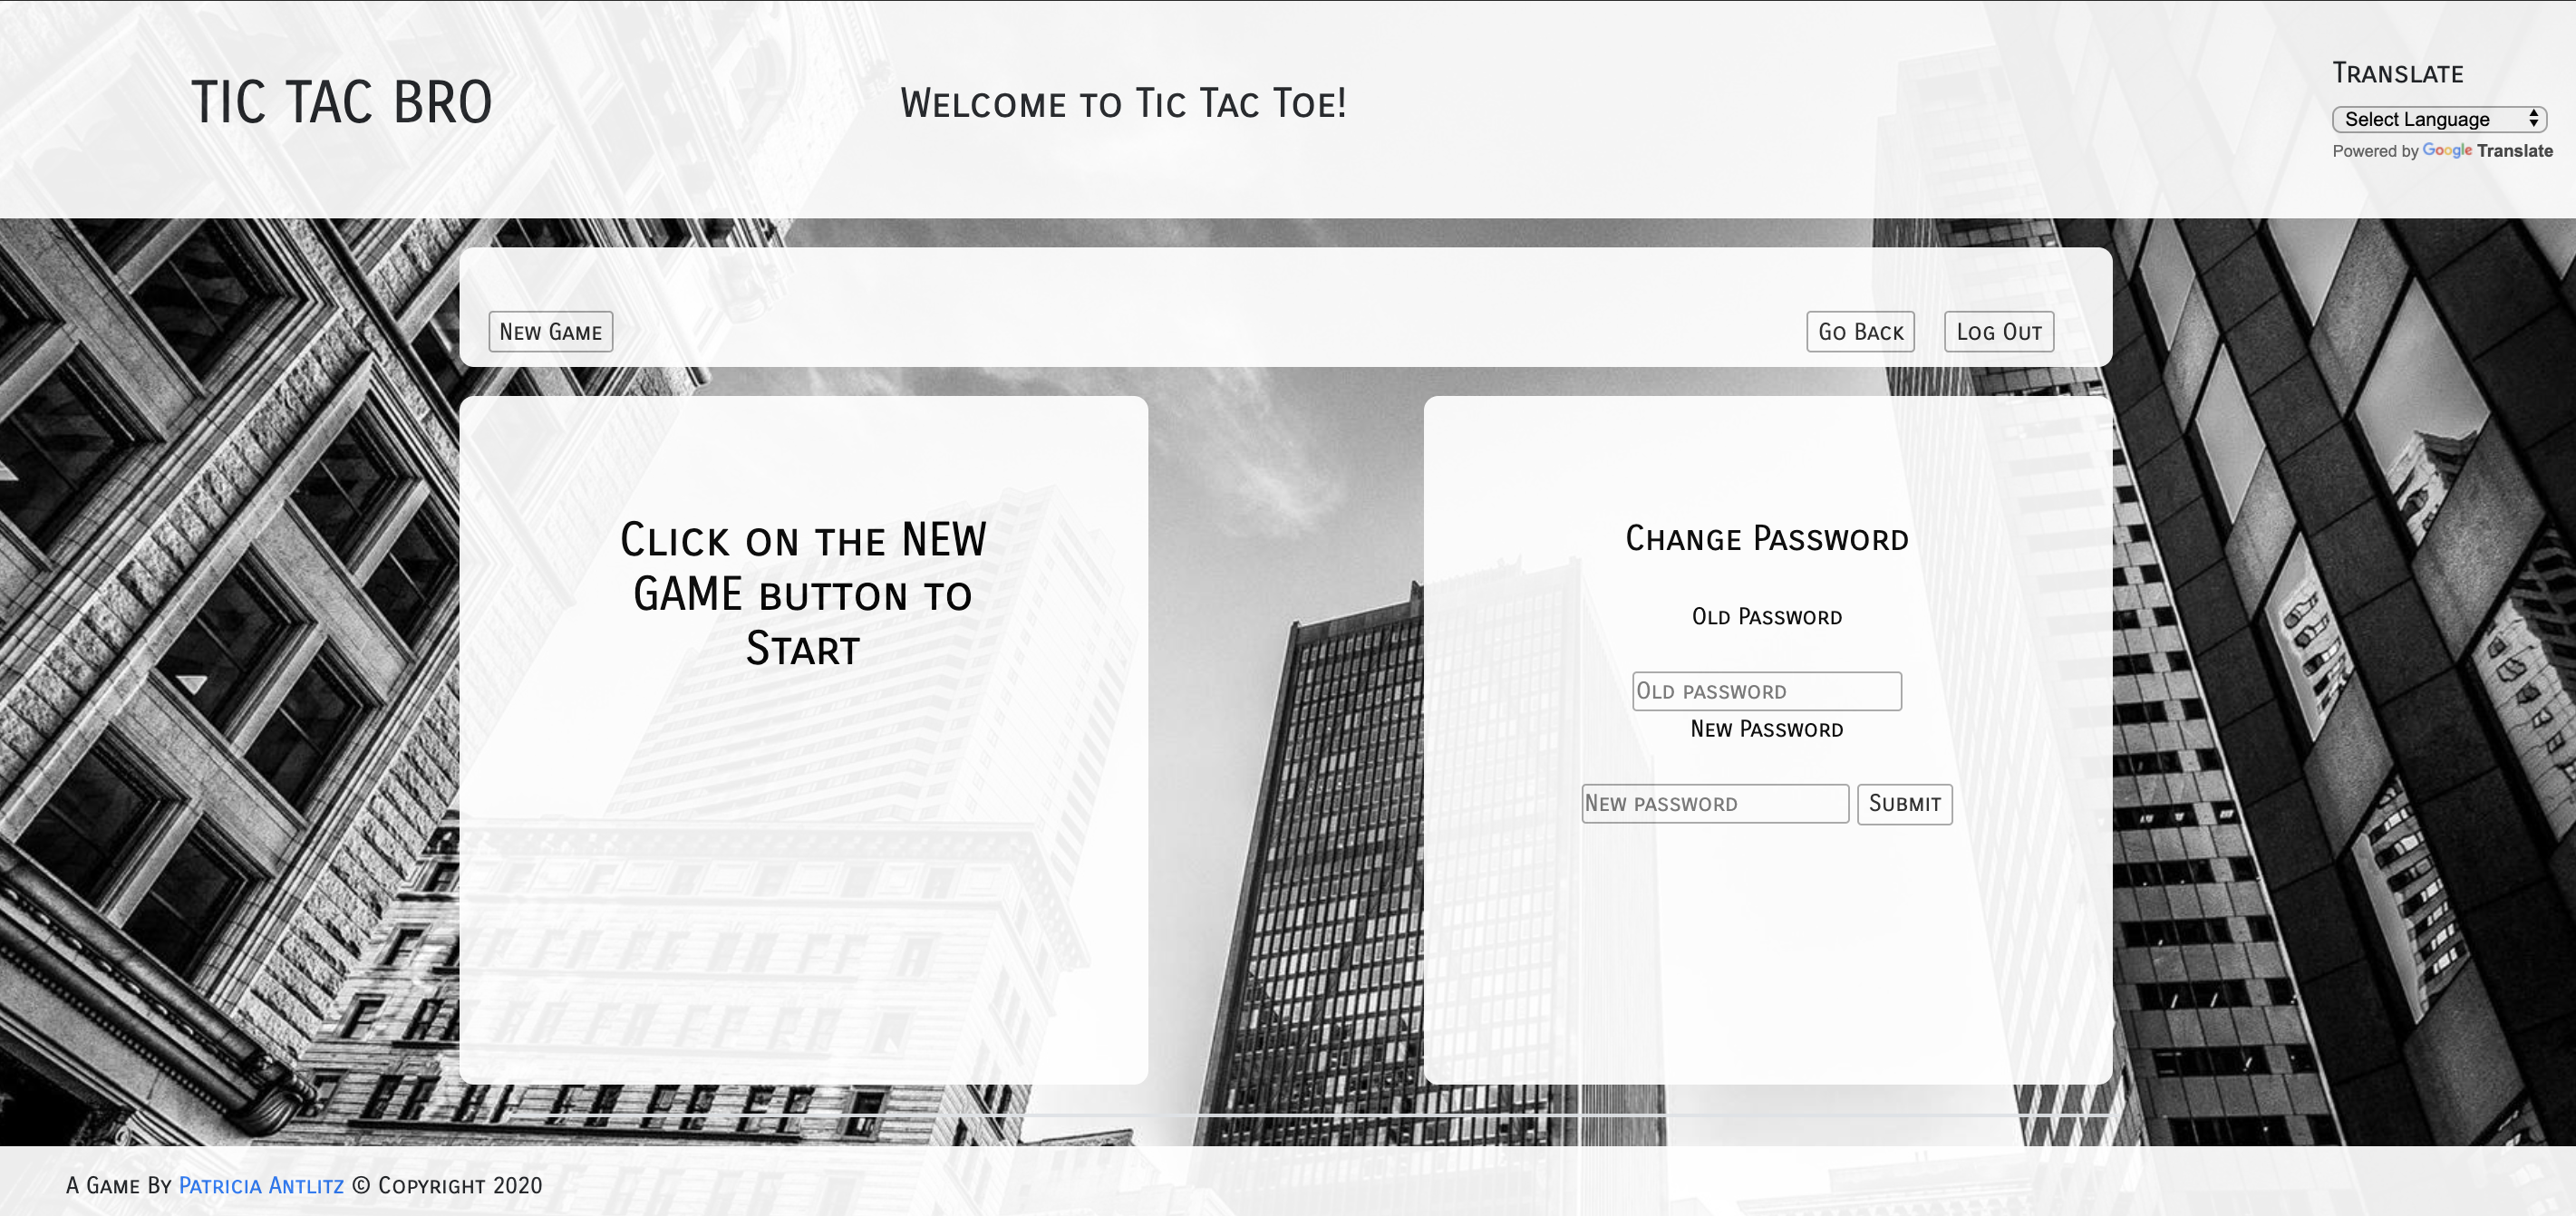 TIC TAC BRO
Welcome to Tic Tac Toe!
Translate
Select Language
Powered by Google Translate
New Game
Go Back
Log Out
Click on the NEW
GAME button to
Start
Change Password
Old Password
Old password
New Password
New password
Submit
A Game By Patricia Antlitz © Copyright 2020